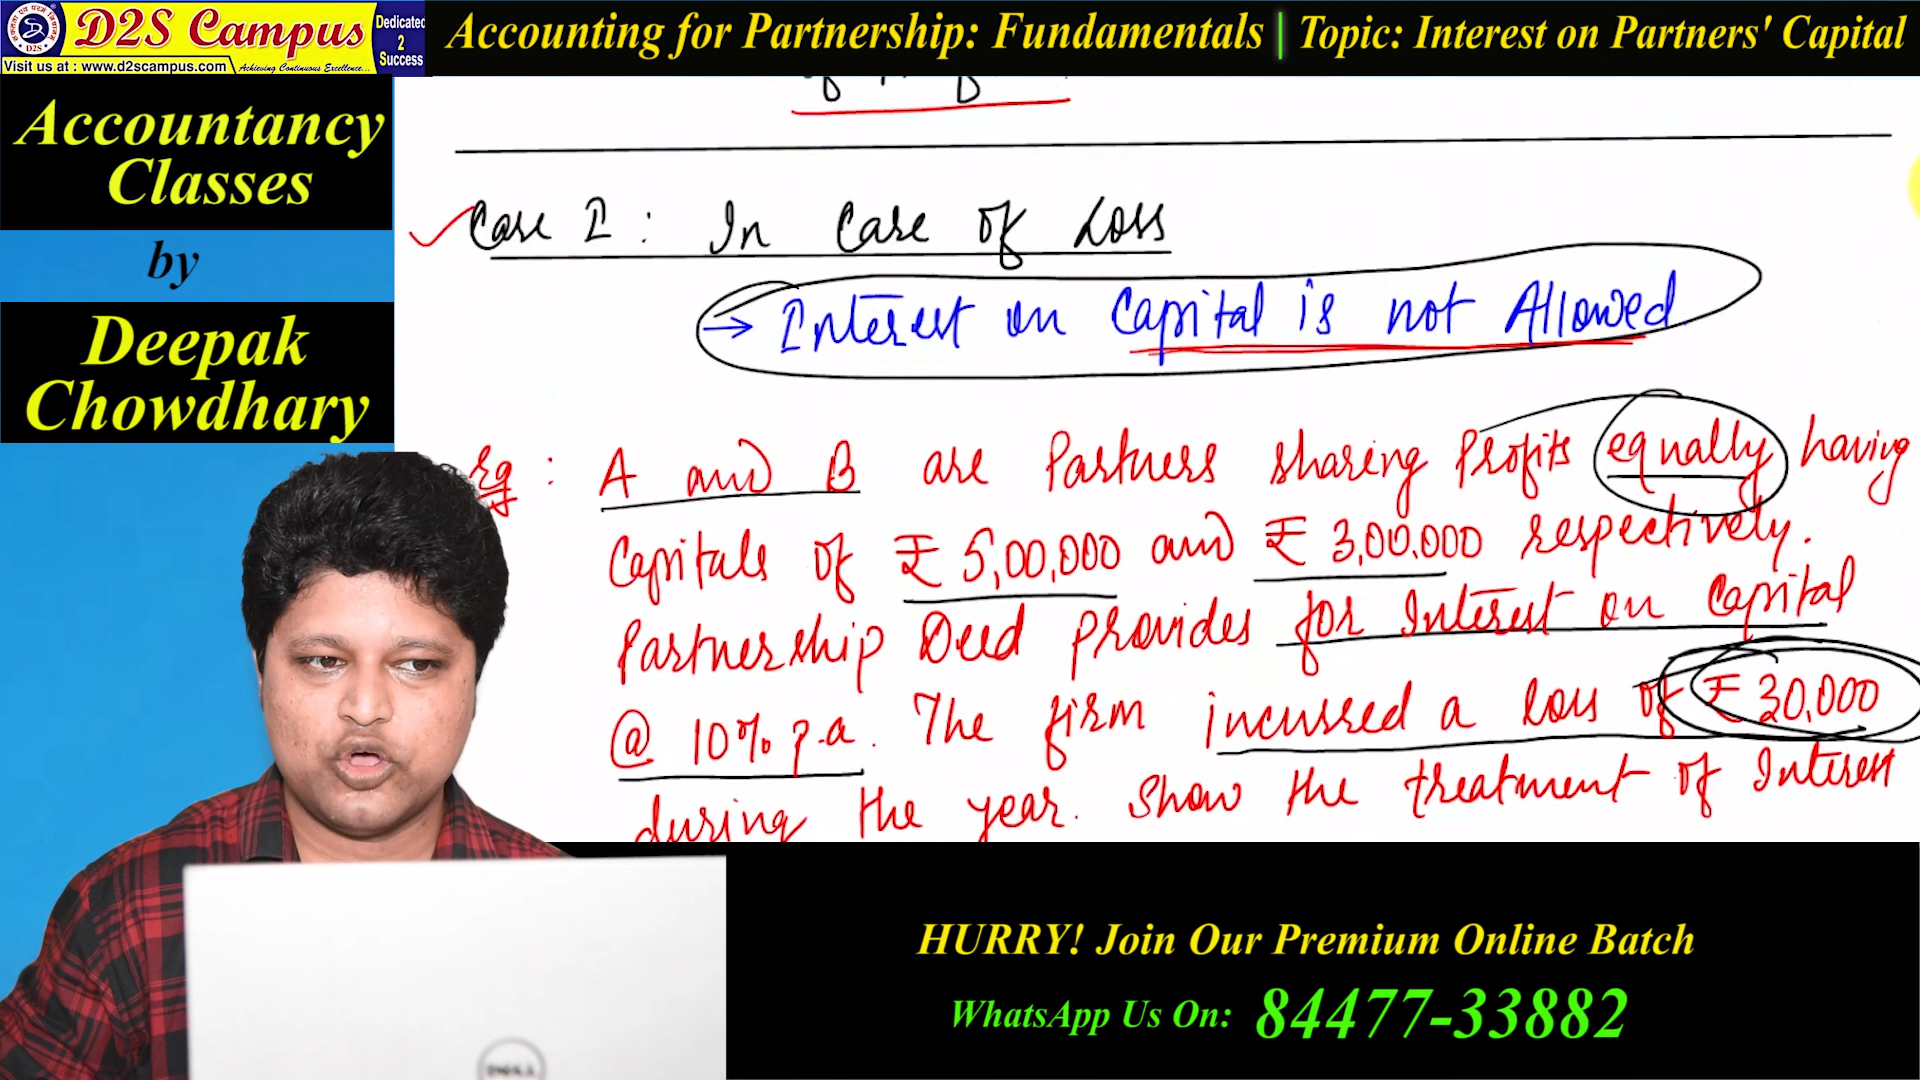 D2S Campus
Dedicated
2
Success
D2S
Visit us at : www.d2scampus.com
Achieving Continuous Excellence...
Accounting for Partnership: Fundamentals | Topic: Interest on Partners' Capital
Accountancy
Classes
by
Deepak
Chowdhary
Case I : In Case of Loss
→ Interest on Capital is not Allowed
Eg : A and B are Partners sharing Profits equally having
Capitals of ₹ 5,00,000 and ₹ 3,00,000 respectively.
Partnership Deed provides for Interest on Capital
@ 10% p.a. The firm incurred a loss of ₹ 30,000
during the year. Show the treatment of Interest
DELL
HURRY! Join Our Premium Online Batch
WhatsApp Us On: 84477-33882